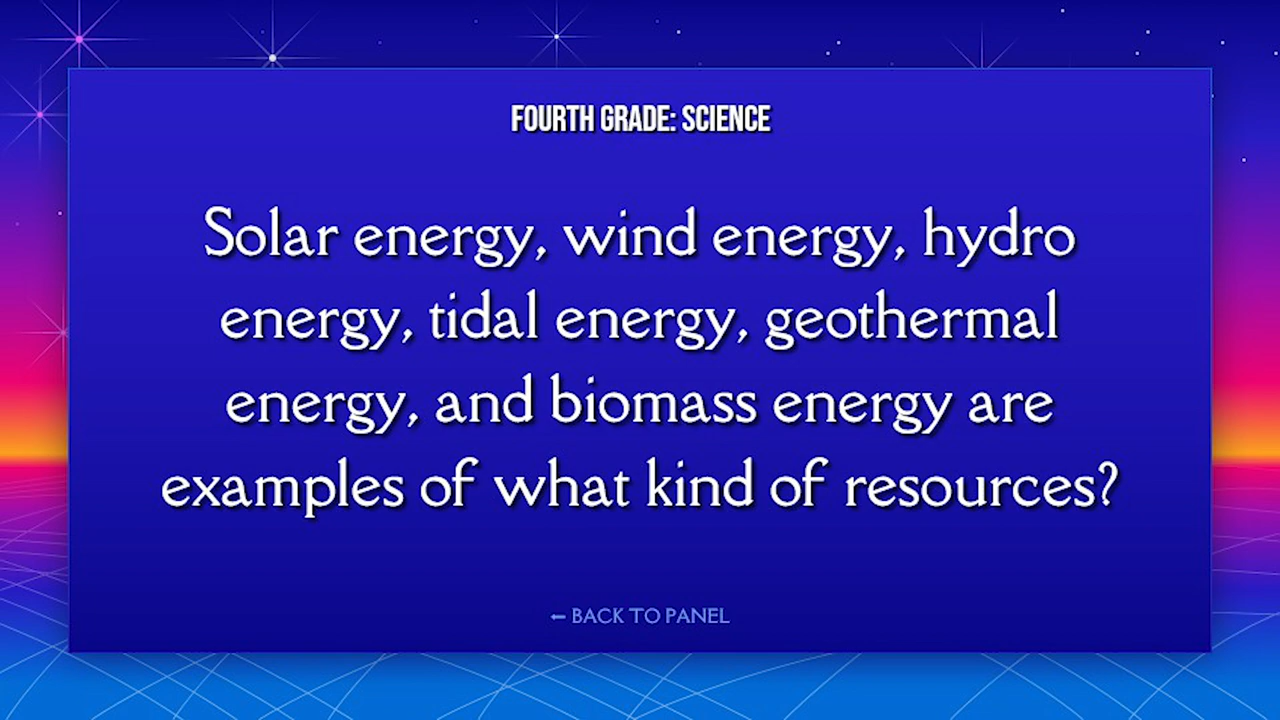 FOURTH GRADE: SCIENCE
Solar energy, wind energy, hydro
energy, tidal energy, geothermal
energy, and biomass energy are
examples of what kind of resources?
← BACK TO PANEL